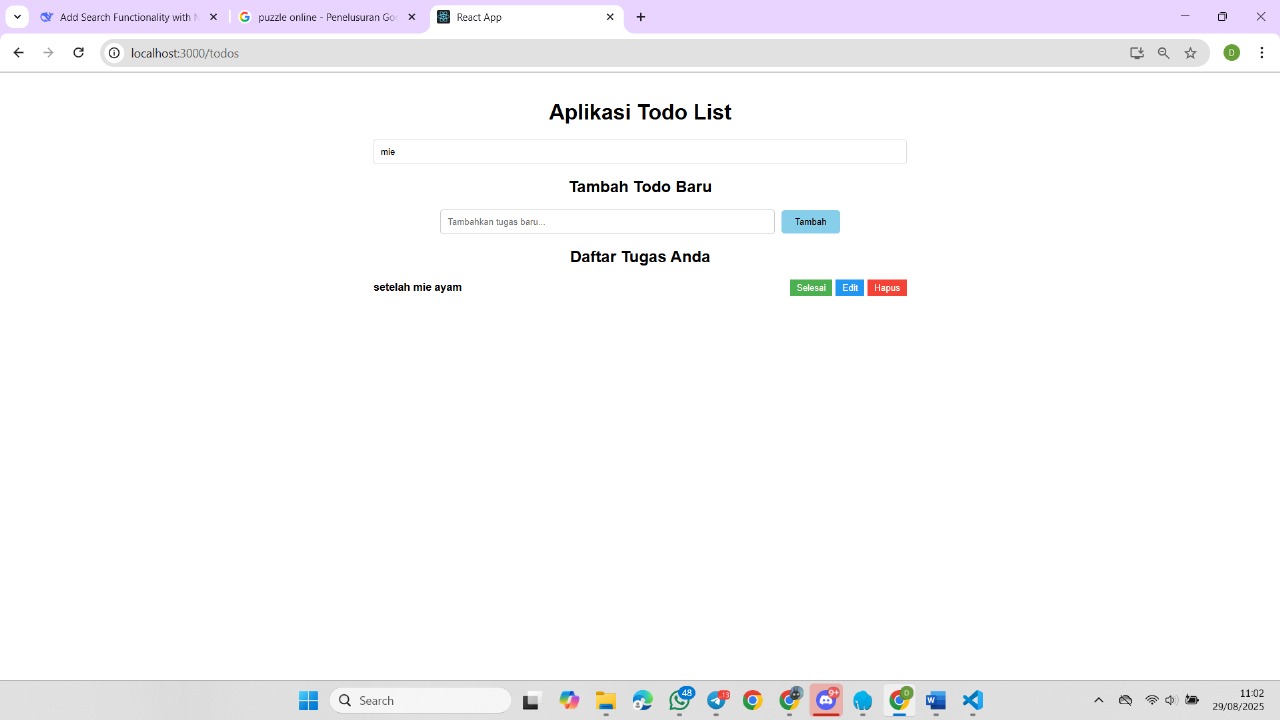 Add Search Functionality with N
puzzle online - Penelusuran Goo
React App
localhost:3000/todos
D
Aplikasi Todo List
mie
Tambah Todo Baru
Tambahkan tugas baru...
Tambah
Daftar Tugas Anda
setelah mie ayam
Selesai
Edit
Hapus
Search
48
13
9+
D
11:02
29/08/2025